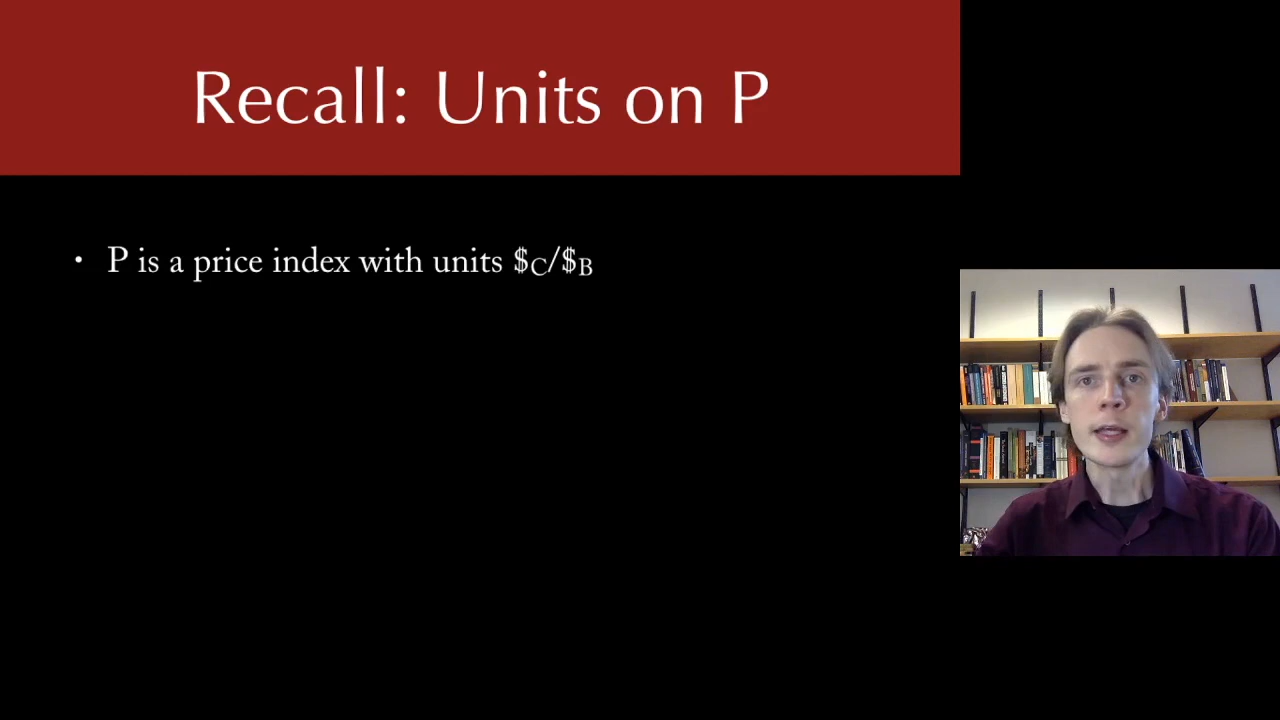 Recall: Units on P
• P is a price index with units $C/$B